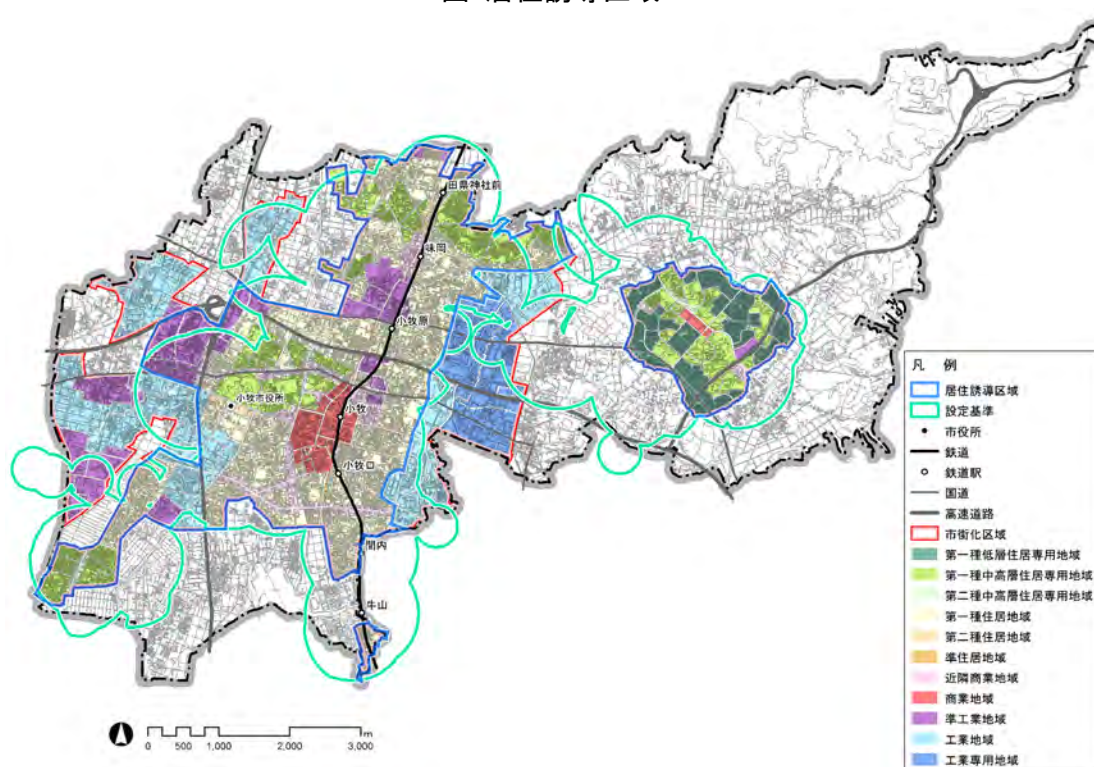 田県神社前
味岡
小牧原
小牧市役所
小牧
小牧口
間内
牛山
0 500 1,000 2,000 3,000 m
凡 例
居住誘導区域
設定基準
市役所
鉄道
鉄道駅
国道
高速道路
市街化区域
第一種低層住居専用地域
第一種中高層住居専用地域
第二種中高層住居専用地域
第一種住居地域
第二種住居地域
準住居地域
近隣商業地域
商業地域
準工業地域
工業地域
工業専用地域